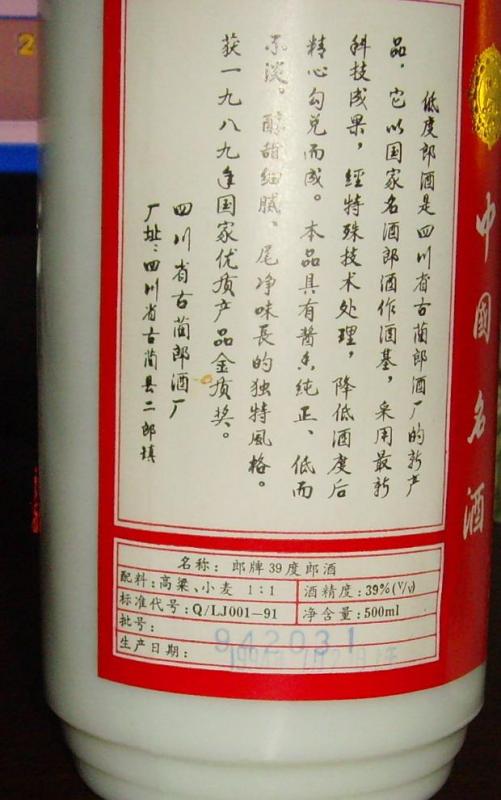 中国名酒
低度郎酒是四川省古蔺郎酒厂的新产
品，它以国家名酒郎酒作酒基，采用最新
科技成果，经特殊技术处理，降低酒度后
精心勾兑而成。本品具有酱香纯正、低而
不淡、醇甜细腻、尾净味長的独特風格。
获一九八九年国家优质产品金质奖。
四川省古蔺郎酒厂
厂址：四川省古蔺县二郎镇
名称：郎牌39度郎酒
配料：高粱、小麦 1：1 酒精度：39%(V/V)
标准代号：Q/LJ001—91 净含量：500ml
批号：
生产日期：
942031
2